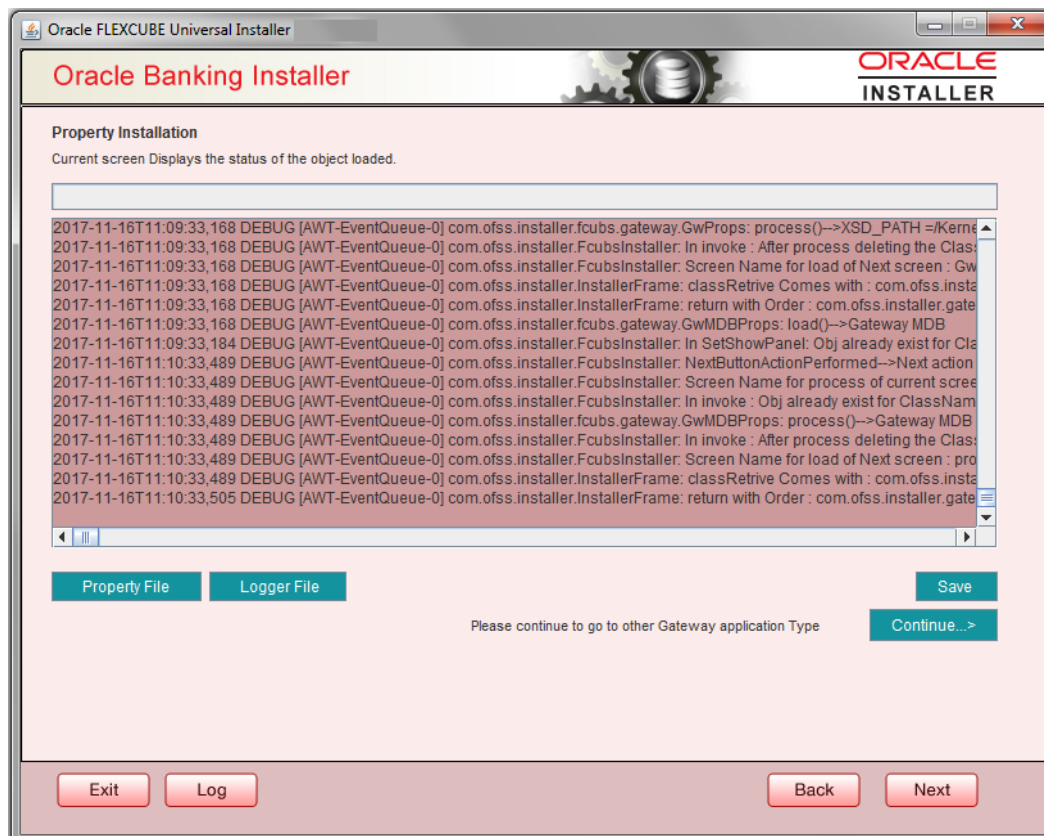 Oracle FLEXCUBE Universal Installer
Oracle Banking Installer
ORACLE
INSTALLER
Property Installation
Current screen Displays the status of the object loaded.
2017-11-16T11:09:33,168 DEBUG [AWT-EventQueue-0] com.ofss.installer.fcubs.gateway.GwProps: process()-->XSD_PATH =/Kerne
2017-11-16T11:09:33,168 DEBUG [AWT-EventQueue-0] com.ofss.installer.FcubsInstaller: In invoke : After process deleting the Clas
2017-11-16T11:09:33,168 DEBUG [AWT-EventQueue-0] com.ofss.installer.FcubsInstaller: Screen Name for load of Next screen : Gw
2017-11-16T11:09:33,168 DEBUG [AWT-EventQueue-0] com.ofss.installer.InstallerFrame: classRetrive Comes with : com.ofss.insta
2017-11-16T11:09:33,168 DEBUG [AWT-EventQueue-0] com.ofss.installer.InstallerFrame: return with Order : com.ofss.installer.gate
2017-11-16T11:09:33,168 DEBUG [AWT-EventQueue-0] com.ofss.installer.fcubs.gateway.GwMDBProps: load()-->Gateway MDB
2017-11-16T11:09:33,184 DEBUG [AWT-EventQueue-0] com.ofss.installer.FcubsInstaller: In SetShowPanel: Obj already exist for Cla
2017-11-16T11:10:33,489 DEBUG [AWT-EventQueue-0] com.ofss.installer.FcubsInstaller: NextButtonActionPerformed-->Next action
2017-11-16T11:10:33,489 DEBUG [AWT-EventQueue-0] com.ofss.installer.FcubsInstaller: Screen Name for process of current scree
2017-11-16T11:10:33,489 DEBUG [AWT-EventQueue-0] com.ofss.installer.FcubsInstaller: In invoke : Obj already exist for ClassNam
2017-11-16T11:10:33,489 DEBUG [AWT-EventQueue-0] com.ofss.installer.fcubs.gateway.GwMDBProps: process()-->Gateway MDB
2017-11-16T11:10:33,489 DEBUG [AWT-EventQueue-0] com.ofss.installer.FcubsInstaller: In invoke : After process deleting the Clas
2017-11-16T11:10:33,489 DEBUG [AWT-EventQueue-0] com.ofss.installer.FcubsInstaller: Screen Name for load of Next screen : pro
2017-11-16T11:10:33,489 DEBUG [AWT-EventQueue-0] com.ofss.installer.InstallerFrame: classRetrive Comes with : com.ofss.insta
2017-11-16T11:10:33,505 DEBUG [AWT-EventQueue-0] com.ofss.installer.InstallerFrame: return with Order : com.ofss.installer.gate
Property File
Logger File
Save
Please continue to go to other Gateway application Type
Continue...>
Exit
Log
Back
Next